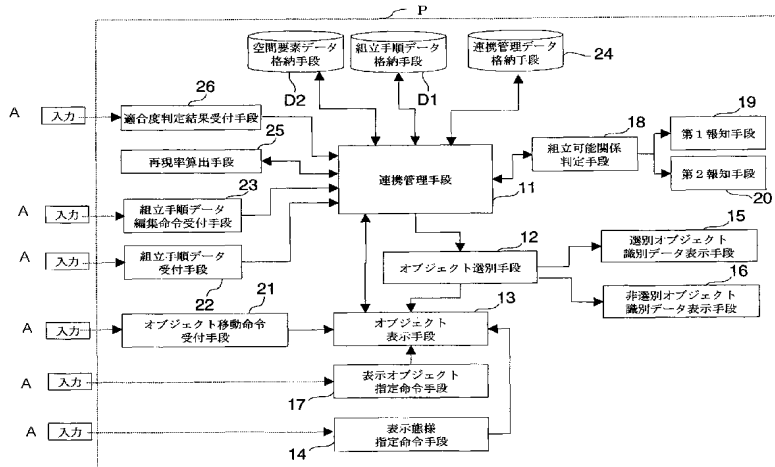 P
空間要素データ
格納手段
D2
組立手順データ
格納手段
D1
連携管理データ
格納手段
24
A
入力
26
適合度判定結果受付手段
25
再現率算出手段
連携管理手段
11
18
組立可能関係
判定手段
19
第1報知手段
第2報知手段
20
A
入力
23
組立手順データ
編集命令受付手段
A
入力
組立手順データ
受付手段
22
12
オブジェクト選別手段
15
選別オブジェクト
識別データ表示手段
16
非選別オブジェクト
識別データ表示手段
A
入力
21
オブジェクト移動命令
受付手段
13
オブジェクト
表示手段
A
入力
表示オブジェクト
指定命令手段
17
A
入力
表示態様
指定命令手段
14